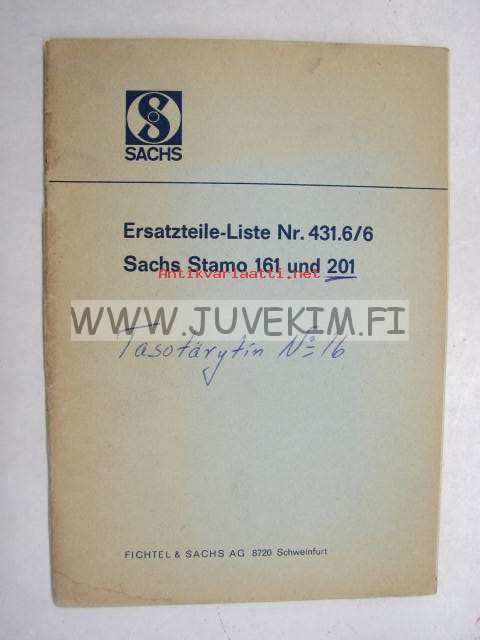 SACHS
Ersatzteile-Liste Nr. 431.6/6
Sachs Stamo 161 und 201
Antikvariaatti.net
WWW.JUVEKIM.FI
Tasotärytin No 16
FICHTEL & SACHS AG 8720 Schweinfurt